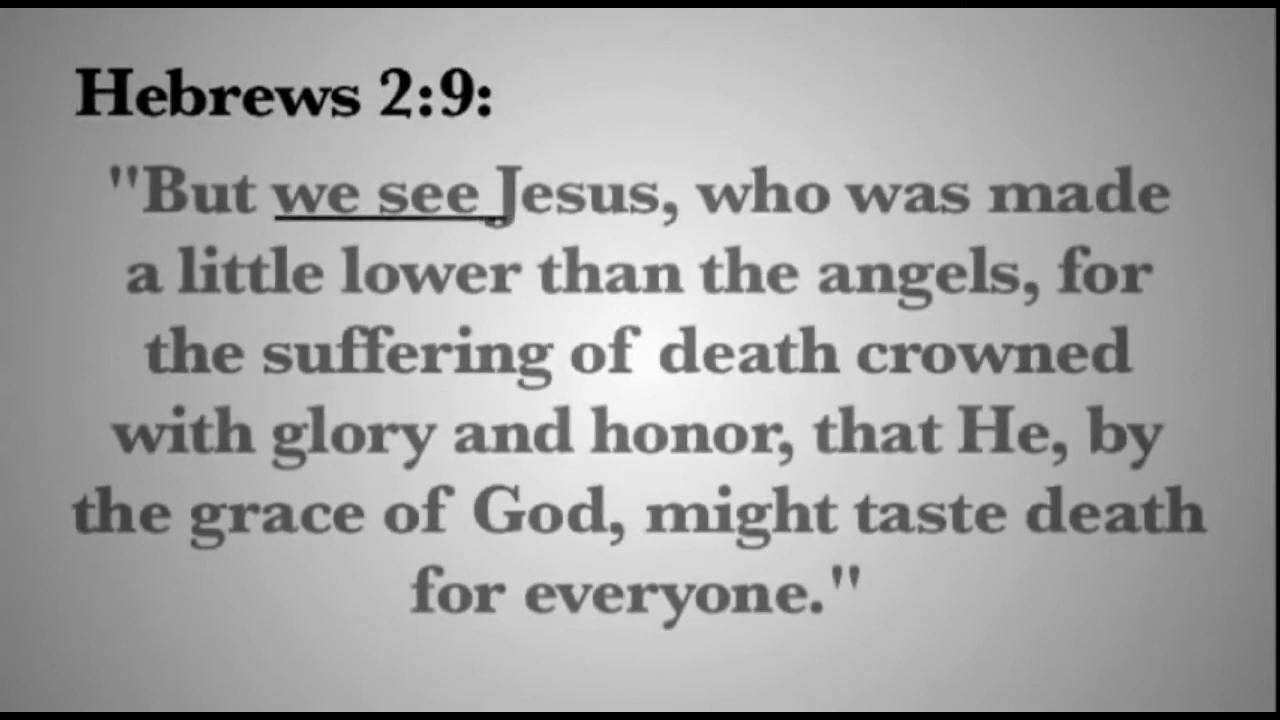 Hebrews 2:9:
"But we see Jesus, who was made
a little lower than the angels, for
the suffering of death crowned
with glory and honor, that He, by
the grace of God, might taste death
for everyone."